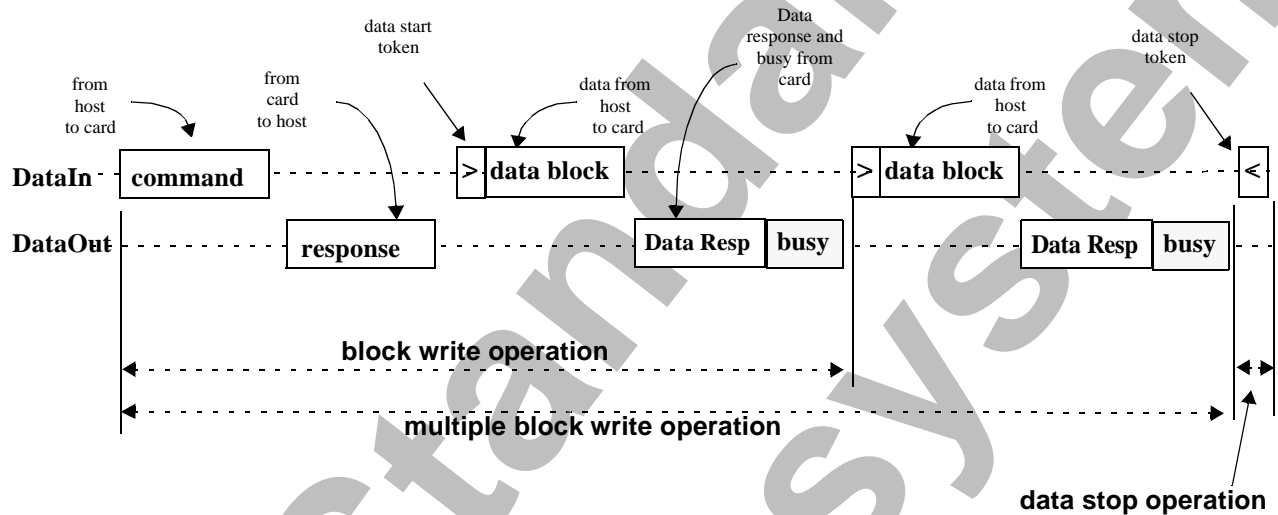 data start
token
Data
response and
busy from
card
data stop
token
from
host
to card
from
card
to host
data from
host
to card
data from
host
to card
DataIn
command
>
data block
>
data block
<
DataOut
response
Data Resp
busy
Data Resp
busy
block write operation
multiple block write operation
data stop operation